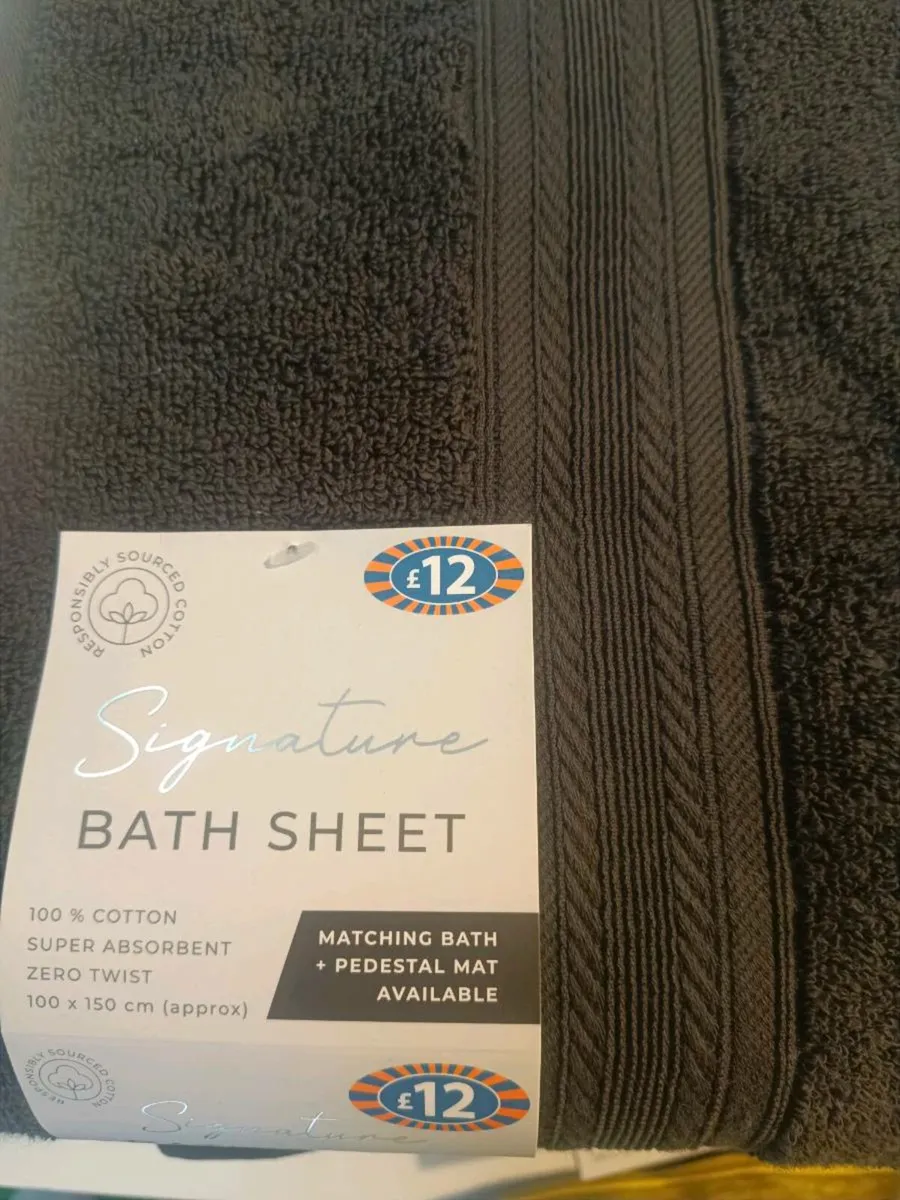 RESPONSIBLY SOURCED COTTON
£12
Signature
BATH SHEET
100 % COTTON
SUPER ABSORBENT
ZERO TWIST
100 x 150 cm (approx)
MATCHING BATH
+ PEDESTAL MAT
AVAILABLE
RESPONSIBLY SOURCED COTTON
£12
Signature